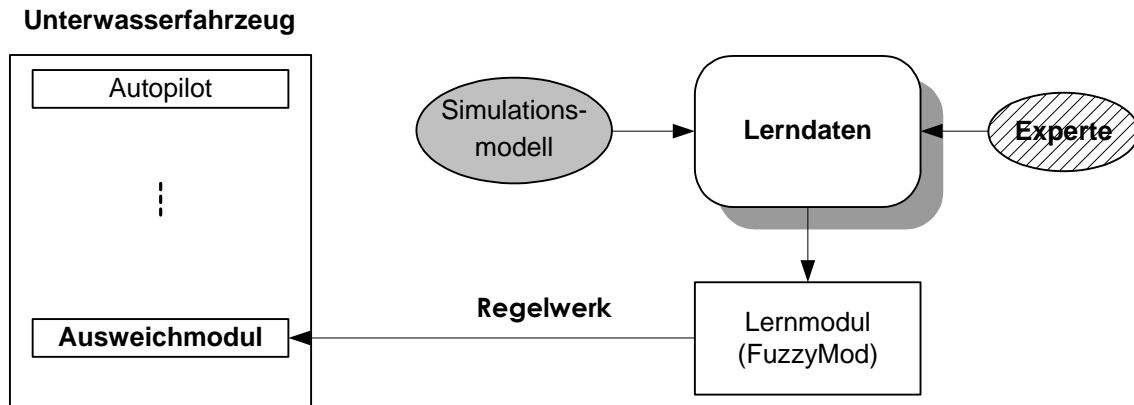 Unterwasserfahrzeug
Autopilot
Simulations-
modell
Lerndaten
Experte
Ausweichmodul
Regelwerk
Lernmodul
(FuzzyMod)